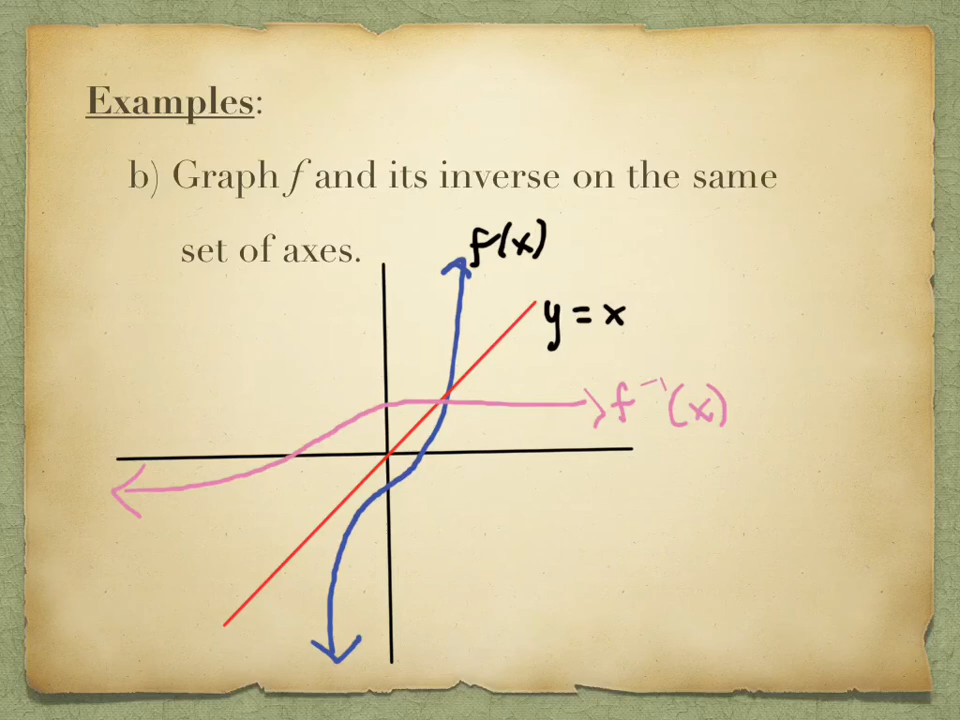 Examples:
b) Graph f and its inverse on the same
set of axes.
f(x)
y = x
f⁻¹(x)